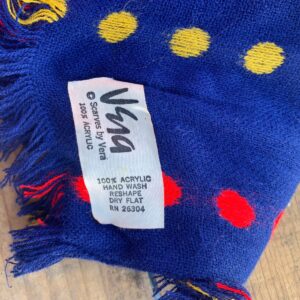 Vera
© Scarves by Vera
100% ACRYLIC
100% ACRYLIC
HAND WASH
RESHAPE
DRY FLAT
RN 26304